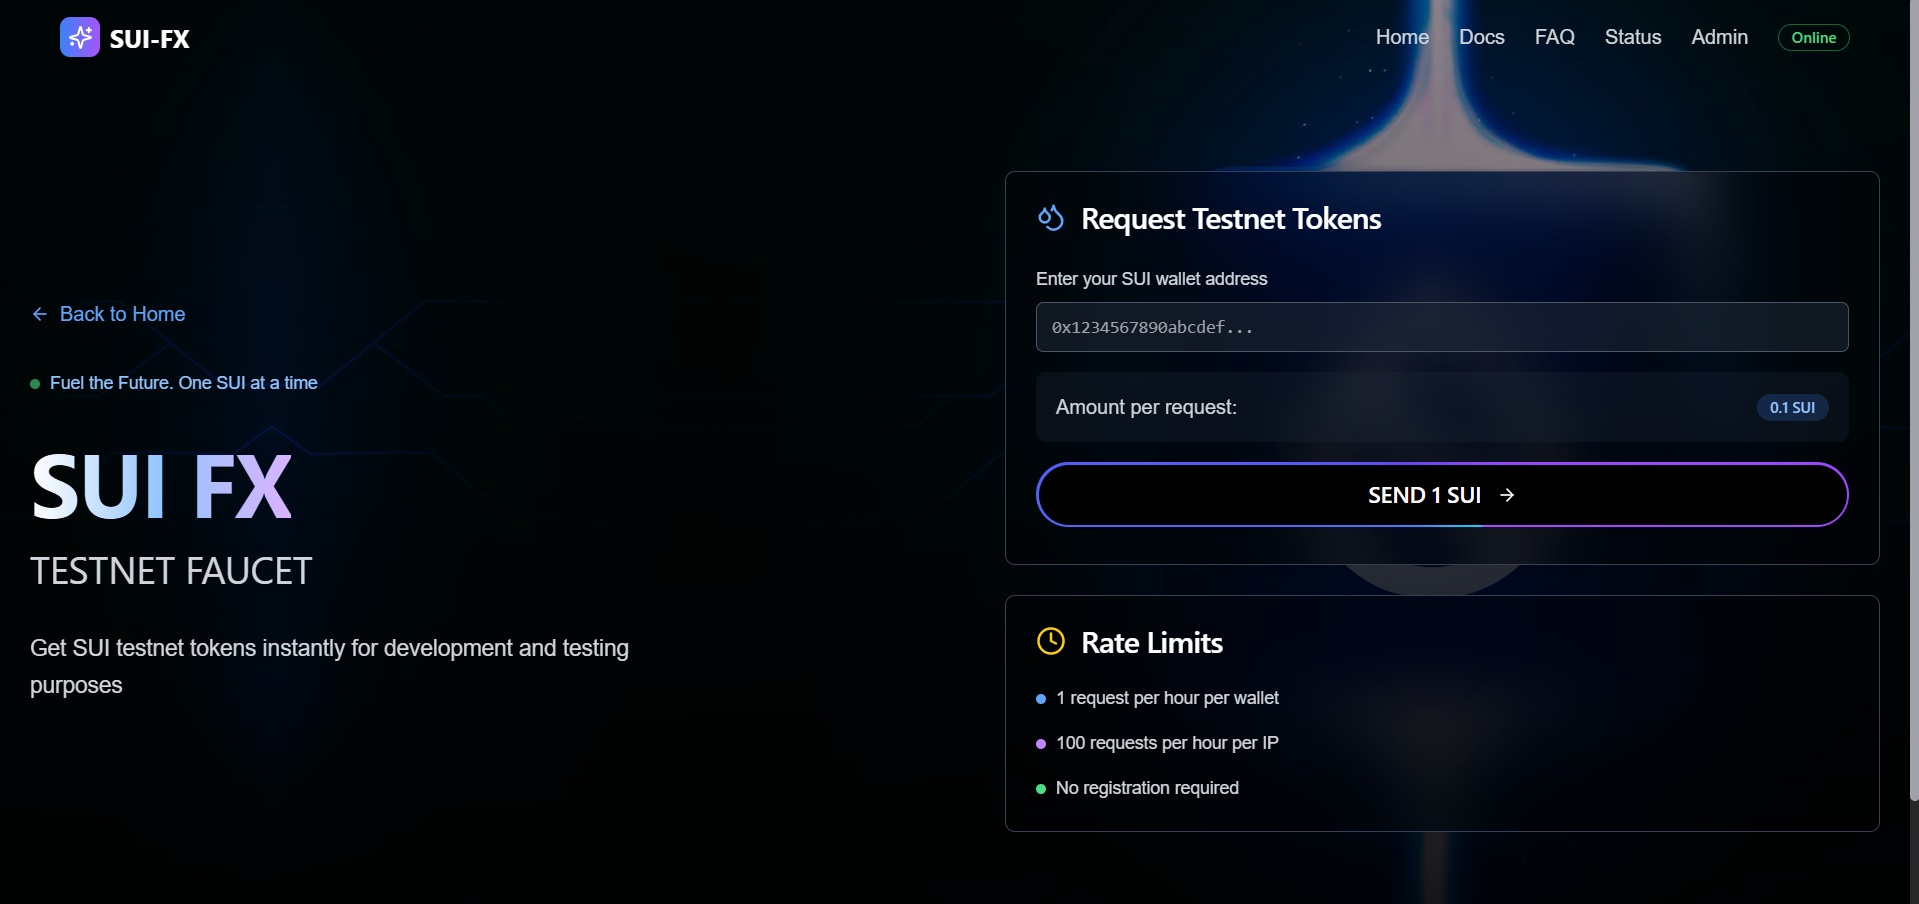 SUI-FX
Home Docs FAQ Status Admin Online
Back to Home
Fuel the Future. One SUI at a time
SUI FX
TESTNET FAUCET
Get SUI testnet tokens instantly for development and testing
purposes
Request Testnet Tokens
Enter your SUI wallet address
0x1234567890abcdef...
Amount per request: 0.1 SUI
SEND 1 SUI →
Rate Limits
1 request per hour per wallet
100 requests per hour per IP
No registration required